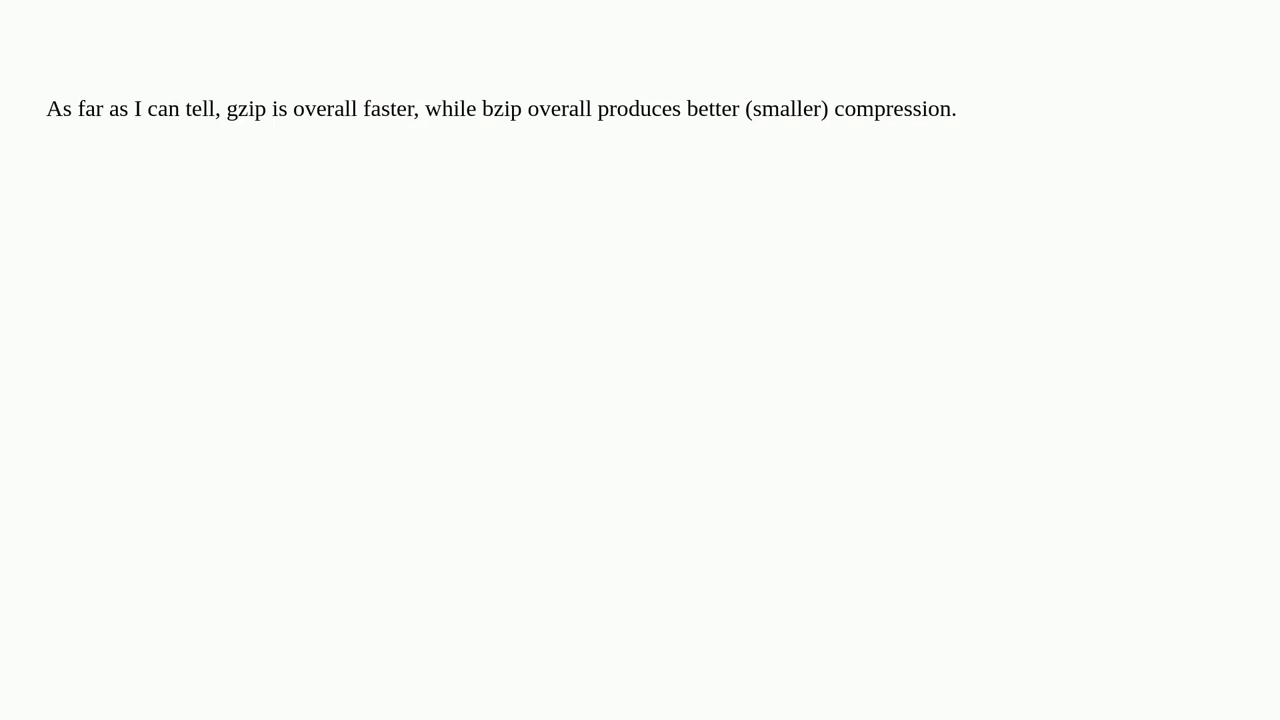 As far as I can tell, gzip is overall faster, while bzip overall produces better (smaller) compression.